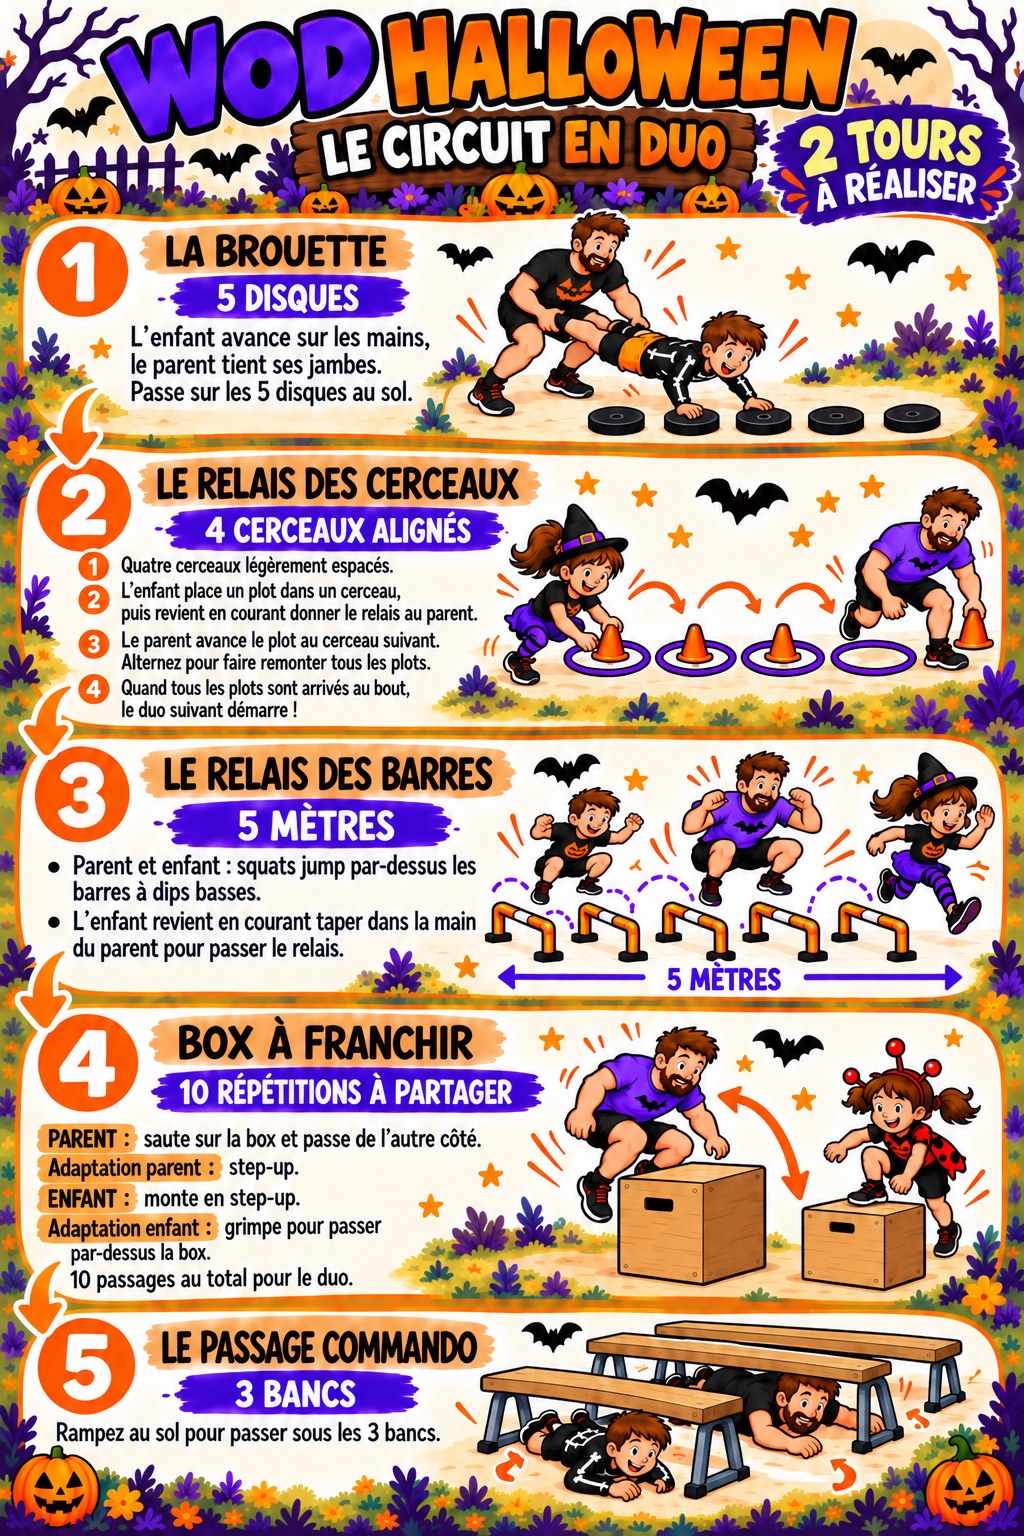 WOD HALLOWEEN
LE CIRCUIT EN DUO
2 TOURS
À RÉALISER
1
LA BROUETTE
5 DISQUES
L'enfant avance sur les mains,
le parent tient ses jambes.
Passe sur les 5 disques au sol.
2
LE RELAIS DES CERCEAUX
4 CERCEAUX ALIGNÉS
1 Quatre cerceaux légèrement espacés.
2 L'enfant place un plot dans un cerceau,
puis revient en courant donner le relais au parent.
3 Le parent avance le plot au cerceau suivant.
Alternez pour faire remonter tous les plots.
4 Quand tous les plots sont arrivés au bout,
le duo suivant démarre !
3
LE RELAIS DES BARRES
5 MÈTRES
• Parent et enfant : squats jump par-dessus les
barres à dips basses.
• L'enfant revient en courant taper dans la main
du parent pour passer le relais.
5 MÈTRES
4
BOX À FRANCHIR
10 RÉPÉTITIONS À PARTAGER
PARENT : saute sur la box et passe de l'autre côté.
Adaptation parent : step-up.
ENFANT : monte en step-up.
Adaptation enfant : grimpe pour passer
par-dessus la box.
10 passages au total pour le duo.
5
LE PASSAGE COMMANDO
3 BANCS
Rampez au sol pour passer sous les 3 bancs.